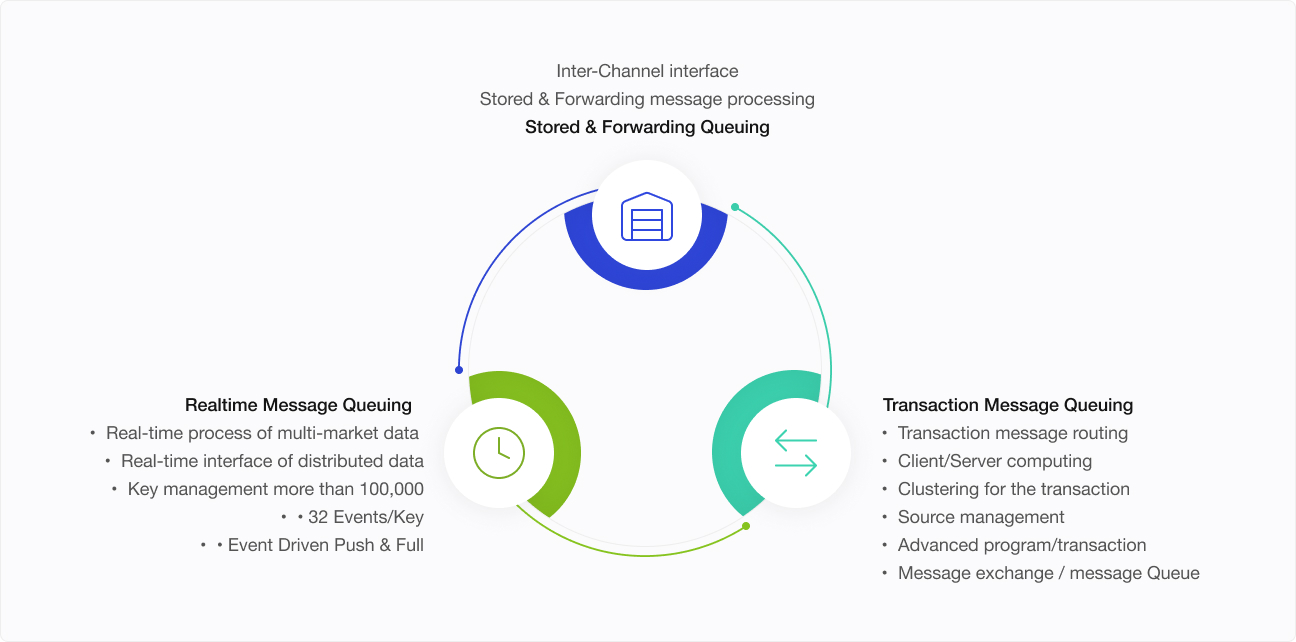 Inter-Channel interface
Stored & Forwarding message processing
Stored & Forwarding Queuing
Realtime Message Queuing
• Real-time process of multi-market data
• Real-time interface of distributed data
• Key management more than 100,000
• • 32 Events/Key
• • Event Driven Push & Full
Transaction Message Queuing
• Transaction message routing
• Client/Server computing
• Clustering for the transaction
• Source management
• Advanced program/transaction
• Message exchange / message Queue